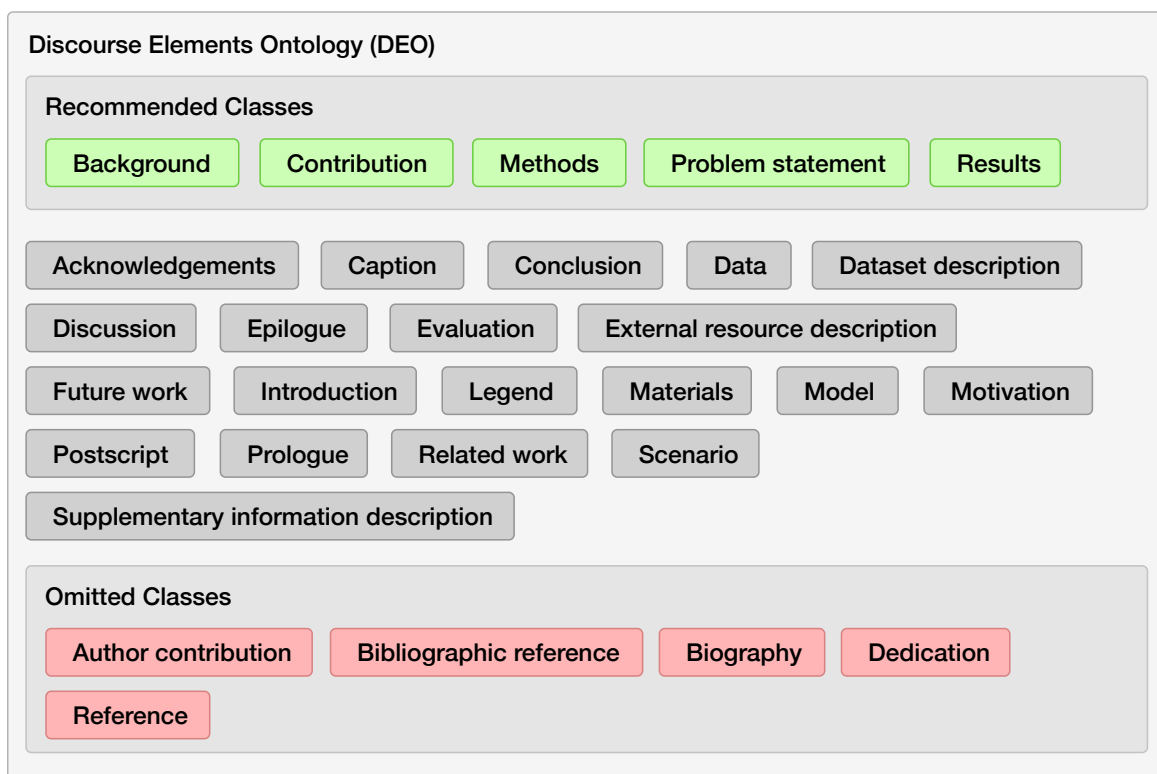 Discourse Elements Ontology (DEO)
Recommended Classes
Background Contribution Methods Problem statement Results
Acknowledgements Caption Conclusion Data Dataset description
Discussion Epilogue Evaluation External resource description
Future work Introduction Legend Materials Model Motivation
Postscript Prologue Related work Scenario
Supplementary information description
Omitted Classes
Author contribution Bibliographic reference Biography Dedication
Reference